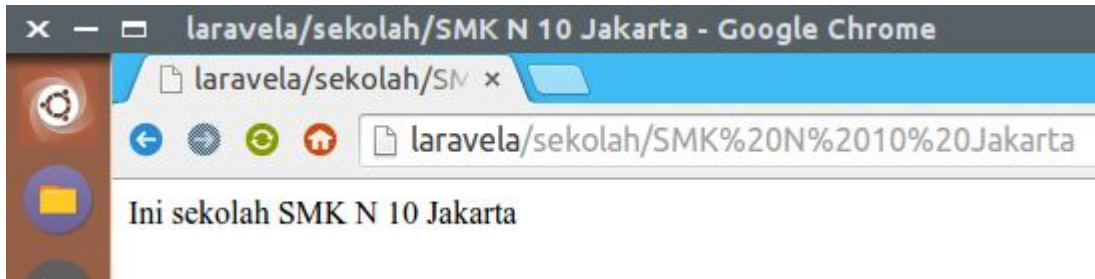 laravela/sekolah/SMK N 10 Jakarta - Google Chrome
laravela/sekolah/SM
laravela/sekolah/SMK%20N%2010%20Jakarta
Ini sekolah SMK N 10 Jakarta